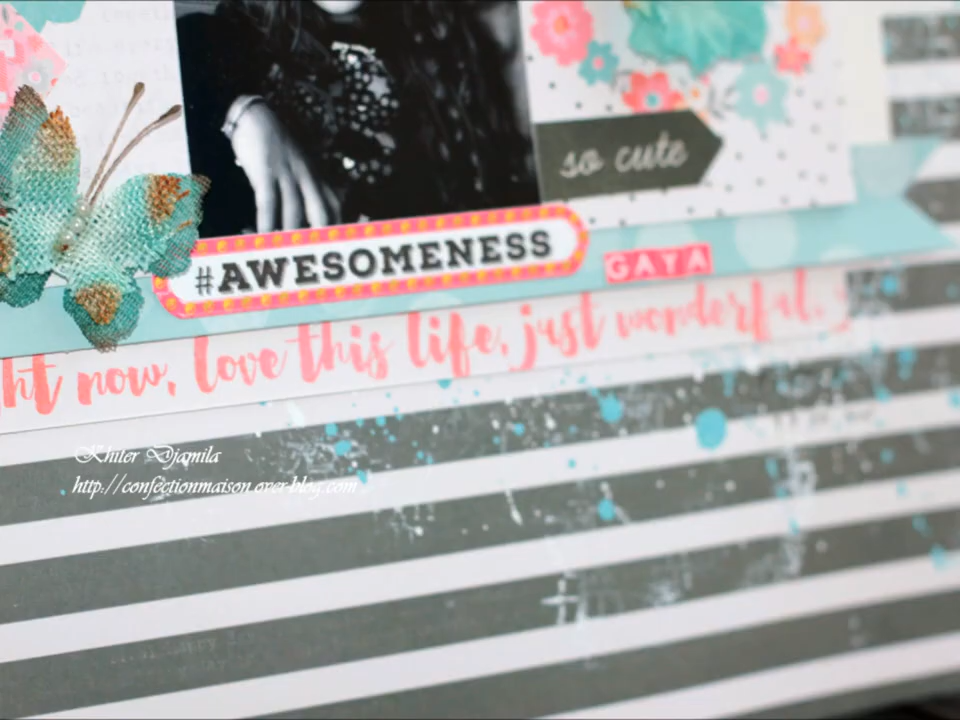 so cute
#AWESOMENESS
GAYA
ht now, love this life, just wonderful.
Khiter Djamila
http://confectionmaison.over-blog.com